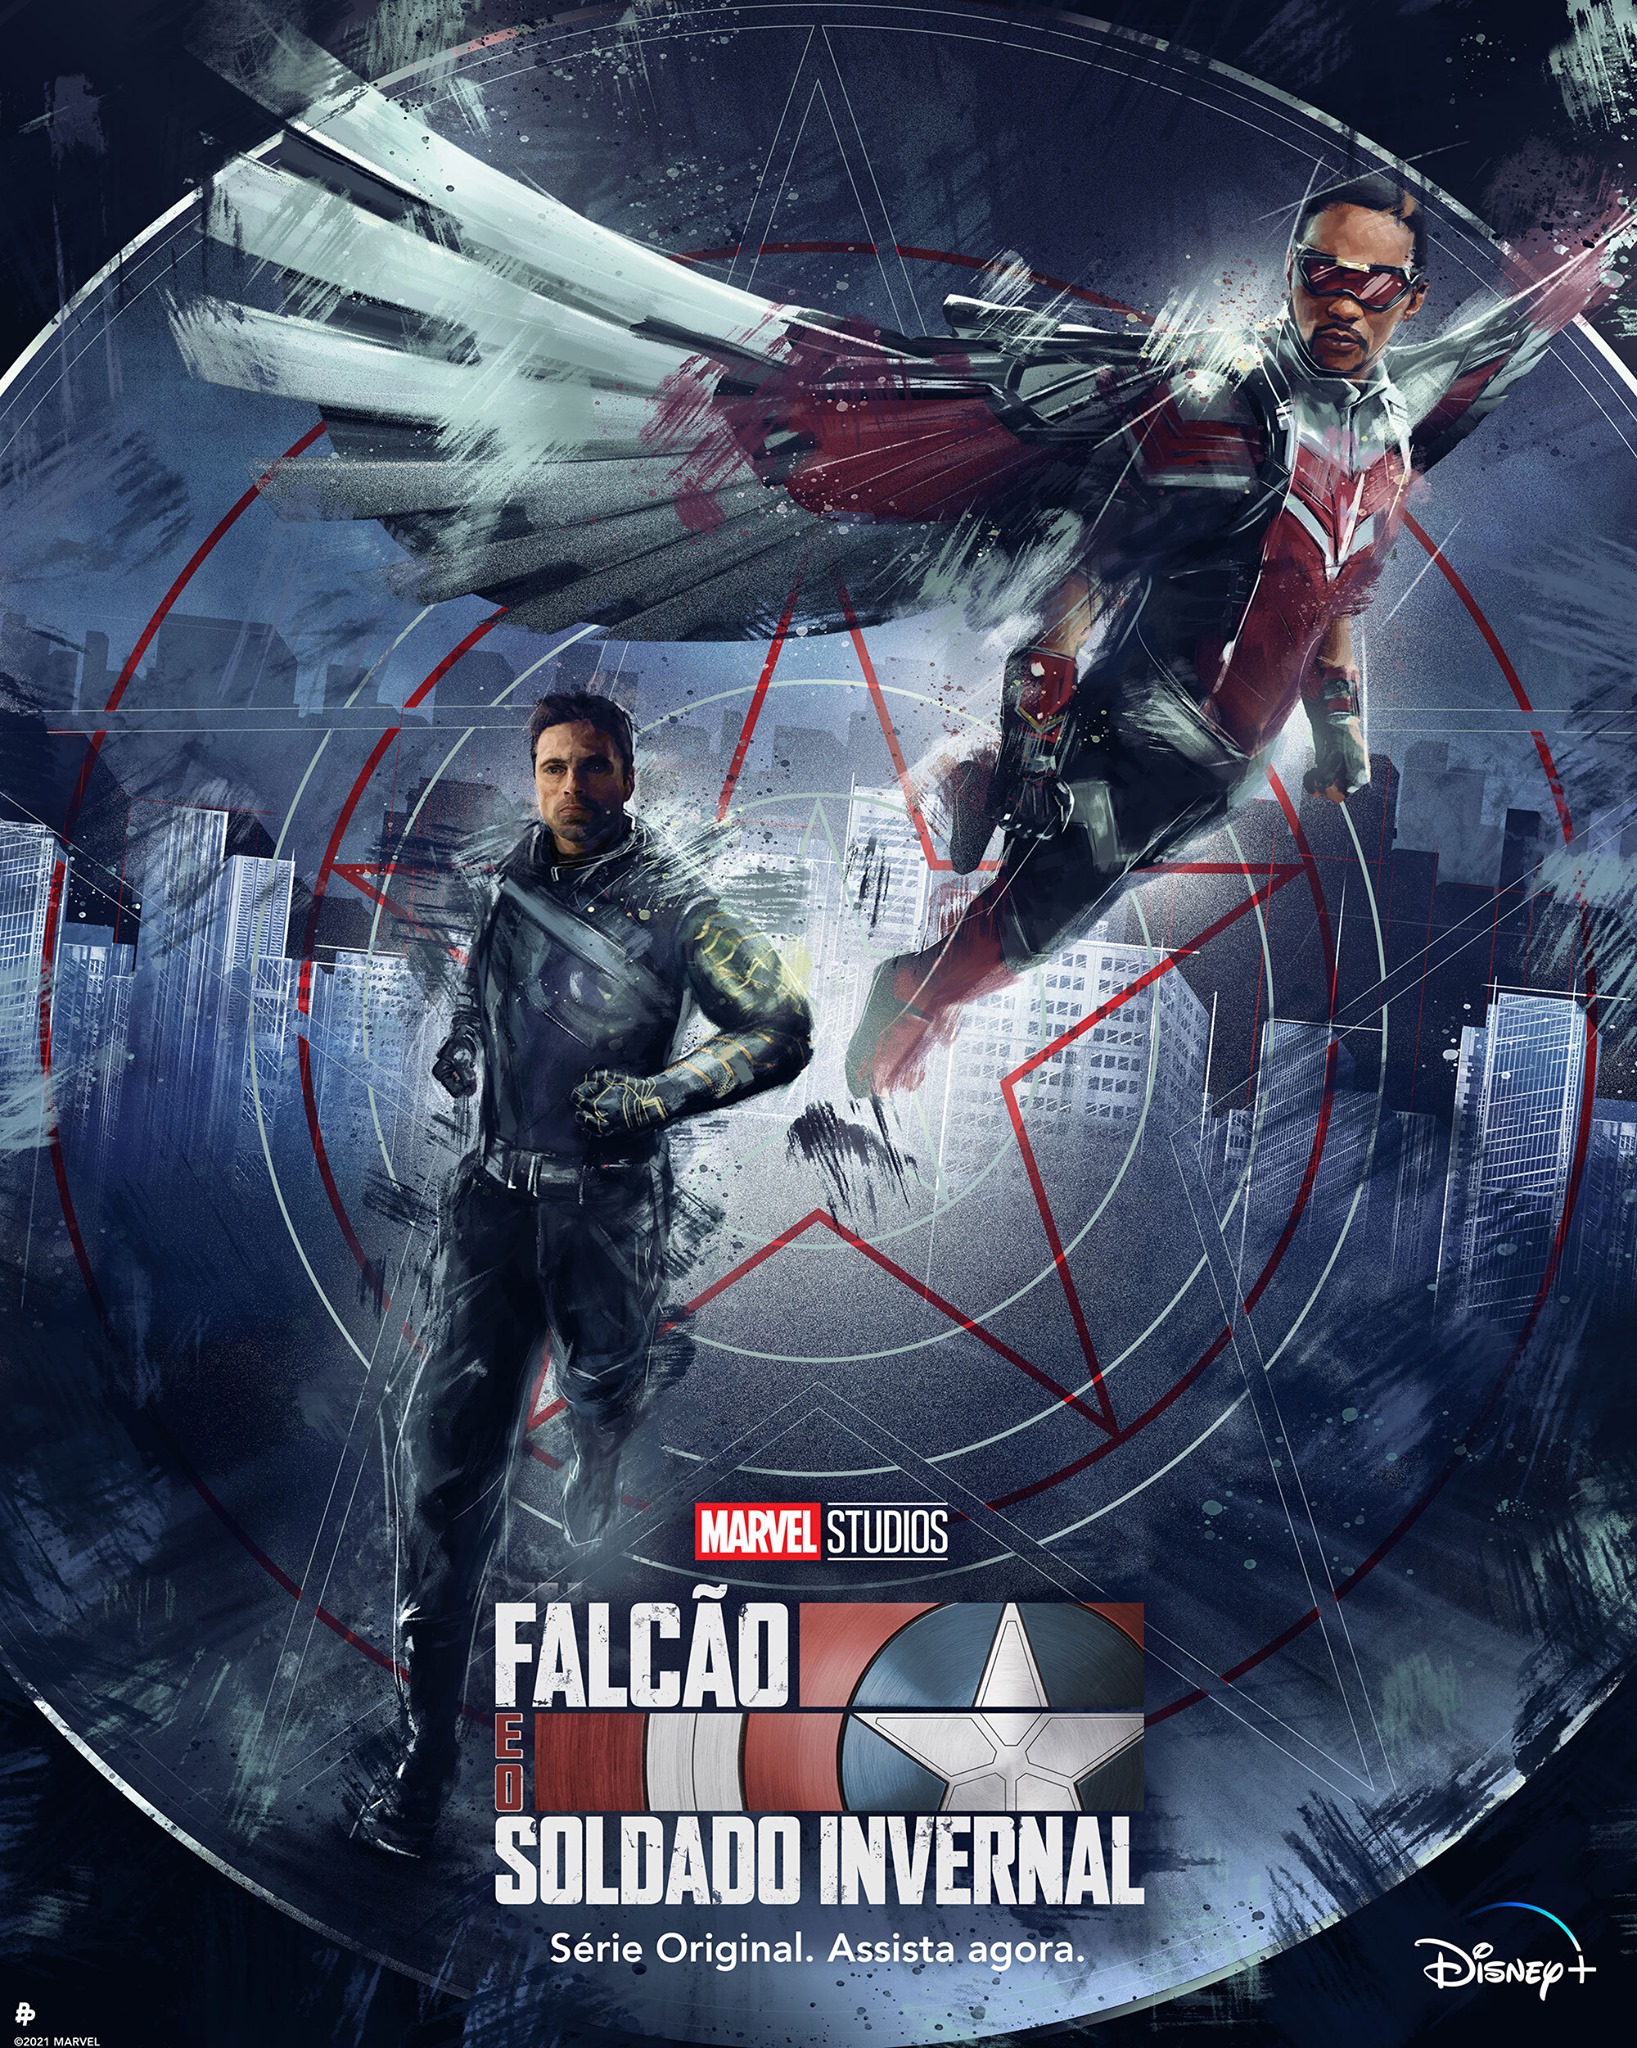 MARVEL STUDIOS
FALCÃO
E O
SOLDADO INVERNAL
Série Original. Assista agora.
Disney+
©2021 MARVEL